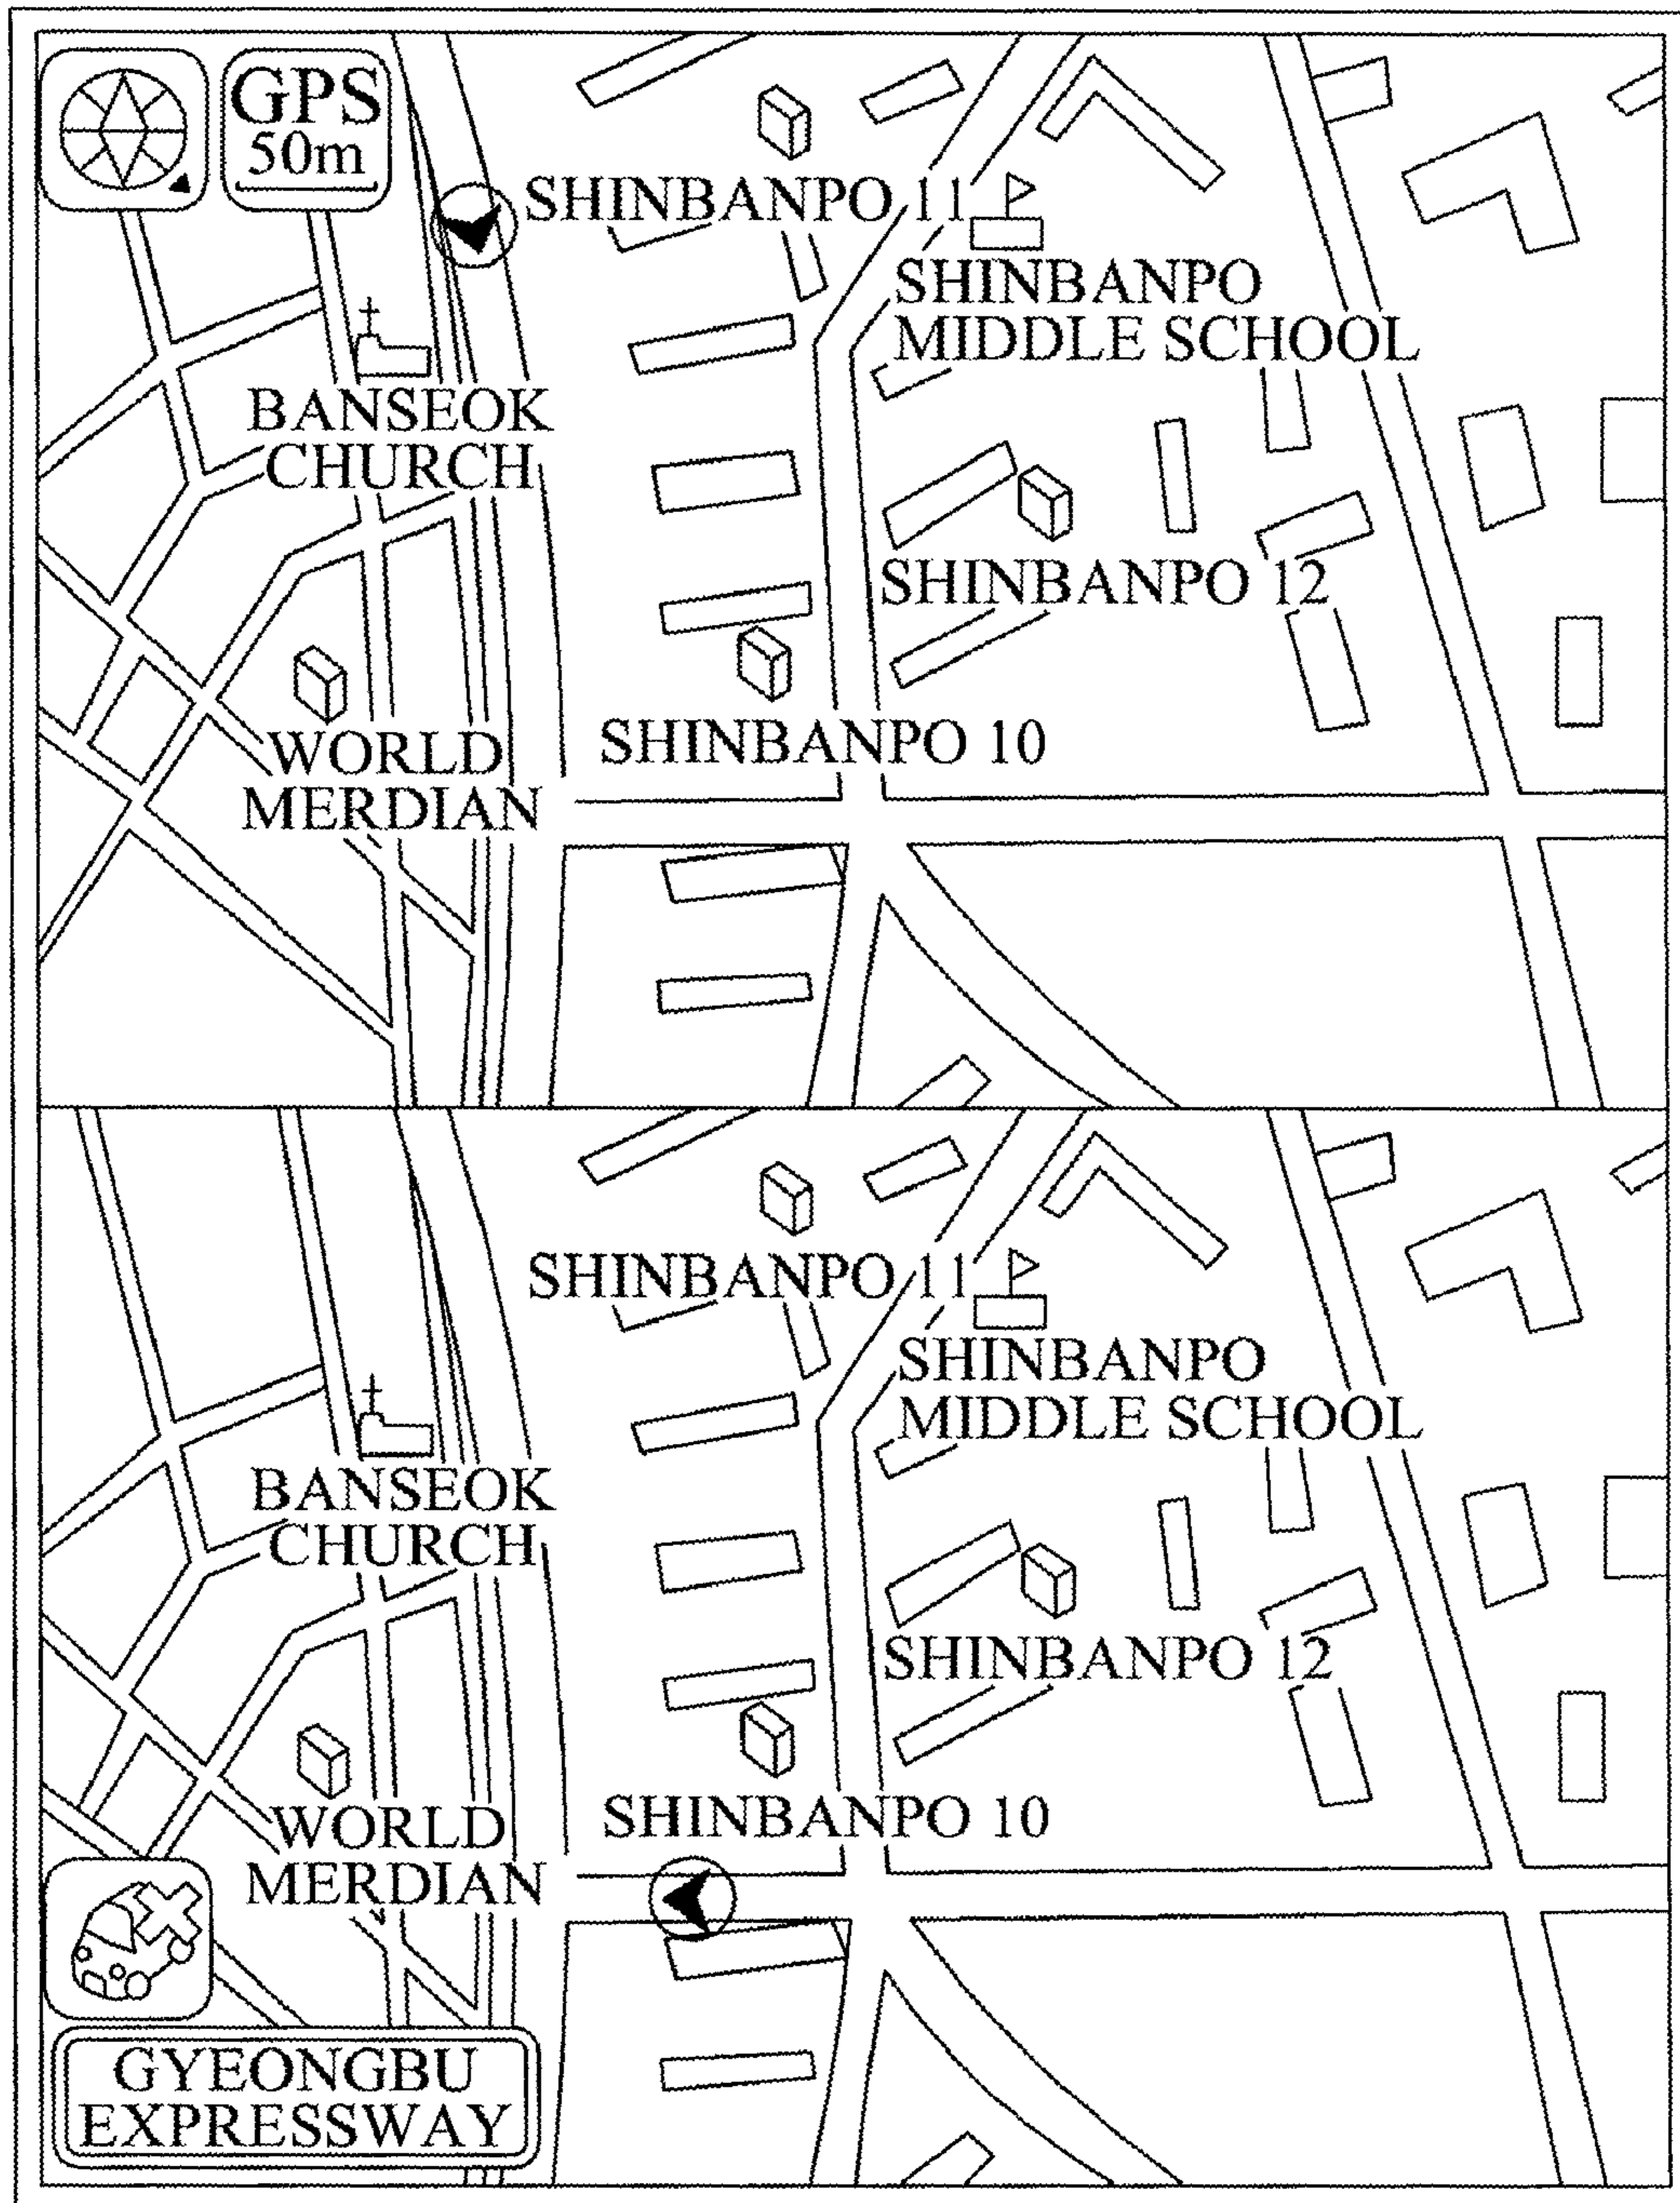 GPS
50m
SHINBANPO 11
SHINBANPO
MIDDLE SCHOOL
BANSEOK
CHURCH
SHINBANPO 12
SHINBANPO 10
WORLD
MERDIAN
SHINBANPO 11
SHINBANPO
MIDDLE SCHOOL
BANSEOK
CHURCH
SHINBANPO 12
SHINBANPO 10
WORLD
MERDIAN
GYEONGBU
EXPRESSWAY